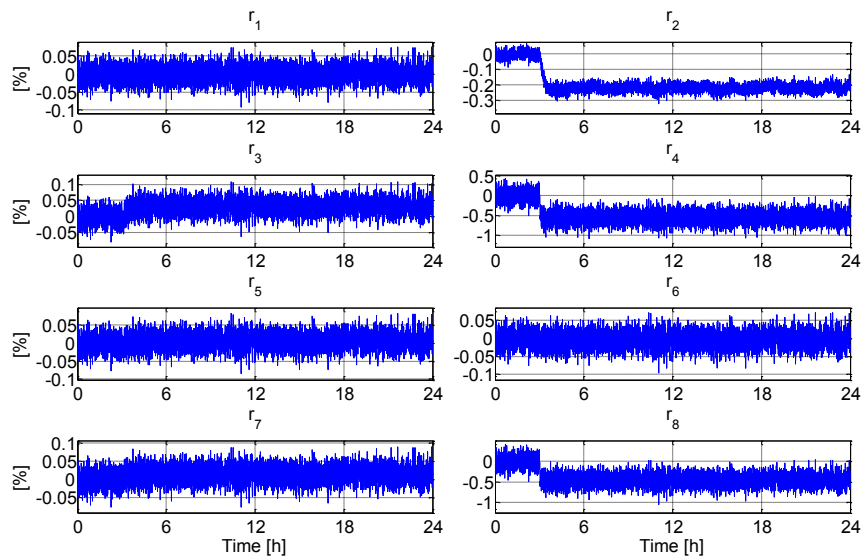 r1 r2
[%] 0.05 0 -0.05 -0.1
0 -0.1 -0.2 -0.3
0 6 12 18 24 0 6 12 18 24
r3 r4
[%] 0.1 0.05 0 -0.05
0.5 0 -0.5 -1
0 6 12 18 24 0 6 12 18 24
r5 r6
[%] 0.05 0 -0.05 -0.1
0.05 0 -0.05 -0.1
0 6 12 18 24 0 6 12 18 24
r7 r8
[%] 0.1 0.05 0 -0.05
0 -0.5 -1
0 6 12 18 24 0 6 12 18 24
Time [h] Time [h]